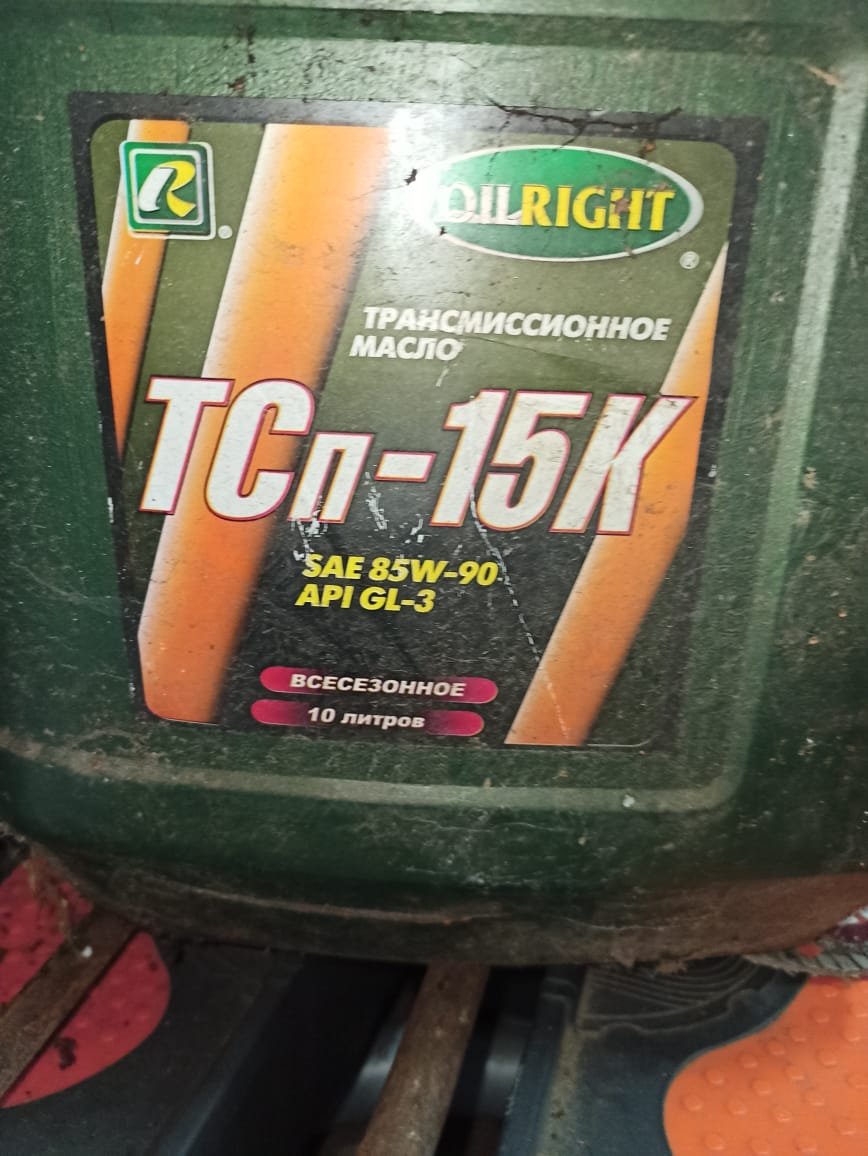 R
®
OILRIGHT
®
ТРАНСМИССИОННОЕ
МАСЛО
ТСп-15К
SAE 85W-90
API GL-3
ВСЕСЕЗОННОЕ
10 литров